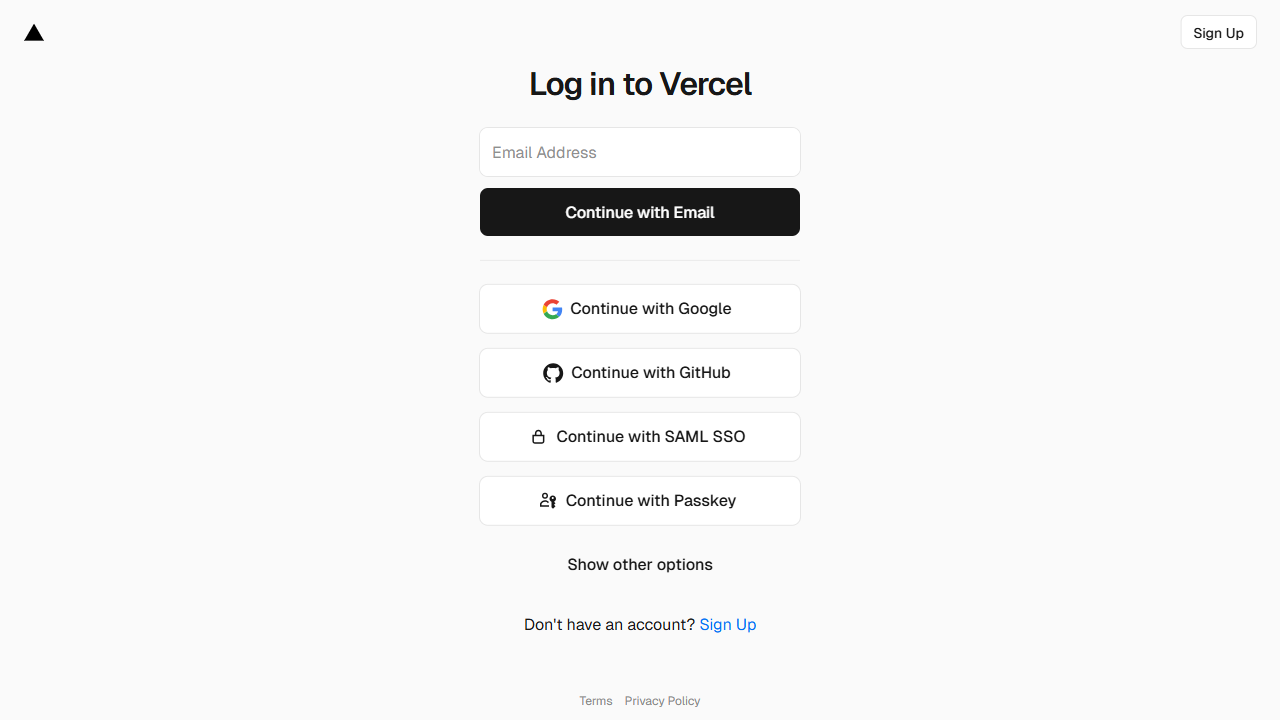 Sign Up
Log in to Vercel
Email Address
Continue with Email
Continue with Google
Continue with GitHub
Continue with SAML SSO
Continue with Passkey
Show other options
Don't have an account? Sign Up
Terms Privacy Policy